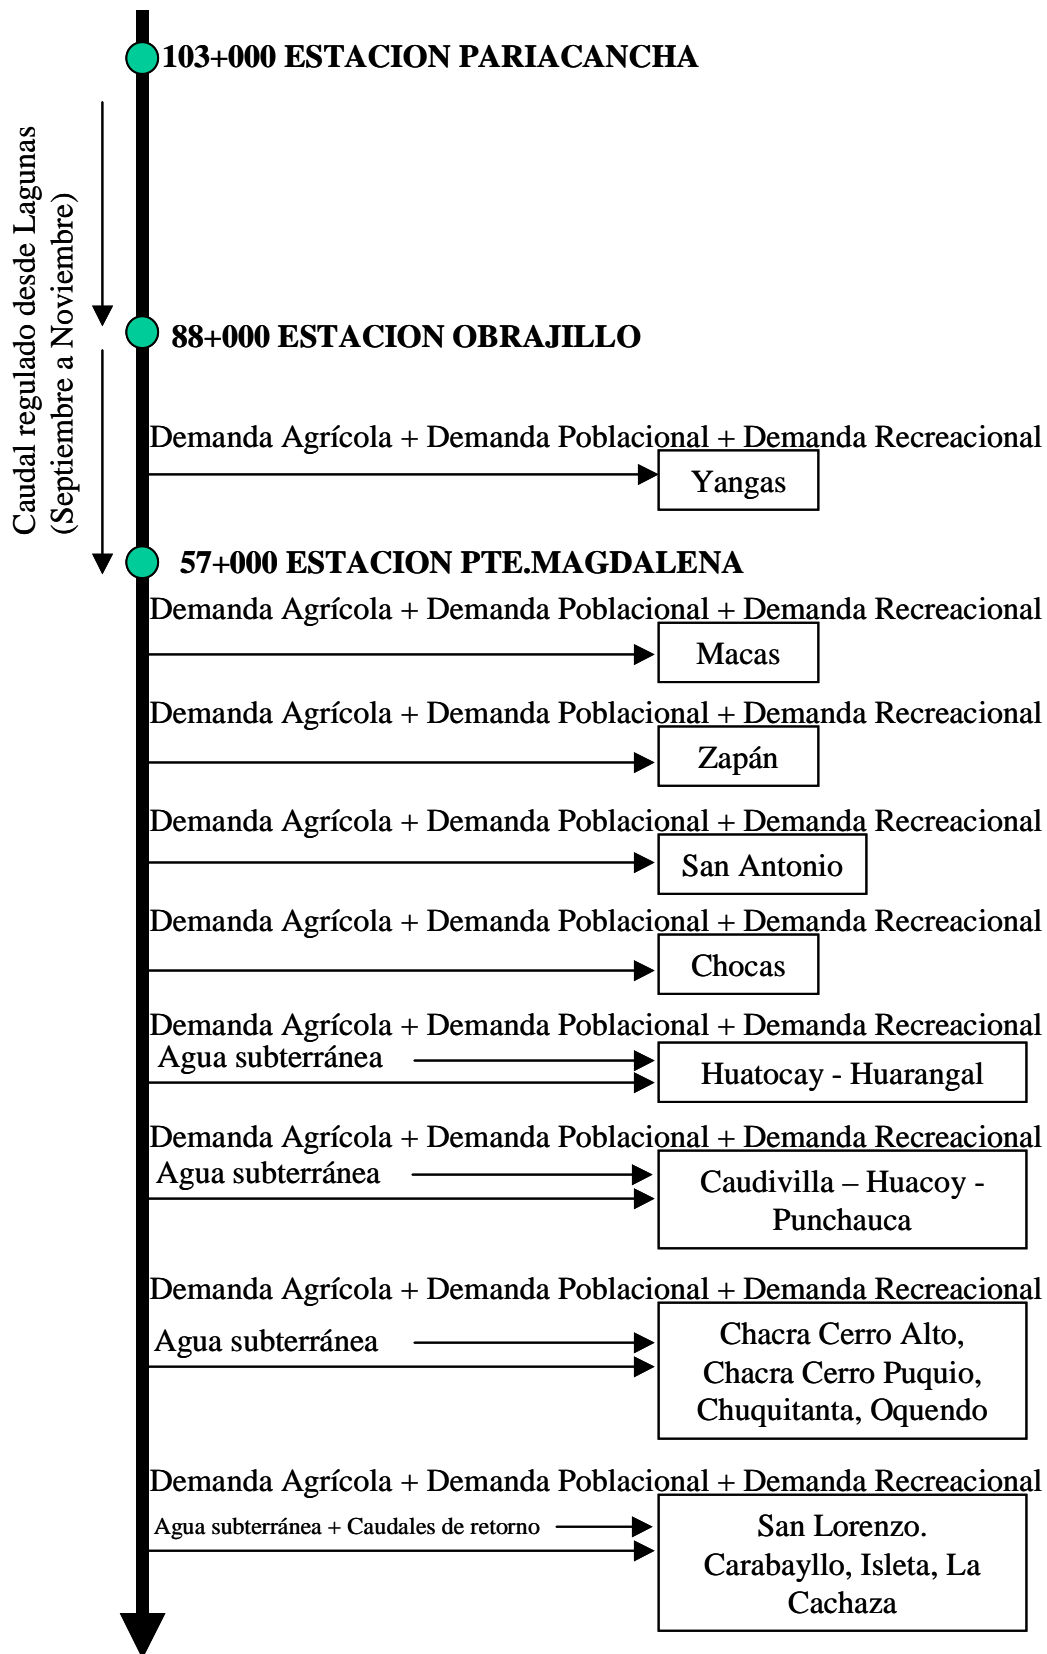 103+000 ESTACION PARIACANCHA
Caudal regulado desde Lagunas
(Septiembre a Noviembre)
88+000 ESTACION OBRAJILLO
Demanda Agrícola + Demanda Poblacional + Demanda Recreacional
Yangas
57+000 ESTACION PTE.MAGDALENA
Demanda Agrícola + Demanda Poblacional + Demanda Recreacional
Macas
Demanda Agrícola + Demanda Poblacional + Demanda Recreacional
Zapán
Demanda Agrícola + Demanda Poblacional + Demanda Recreacional
San Antonio
Demanda Agrícola + Demanda Poblacional + Demanda Recreacional
Chocas
Demanda Agrícola + Demanda Poblacional + Demanda Recreacional
Agua subterránea
Huatocay - Huarangal
Demanda Agrícola + Demanda Poblacional + Demanda Recreacional
Agua subterránea
Caudivilla – Huacoy -
Punchauca
Demanda Agrícola + Demanda Poblacional + Demanda Recreacional
Agua subterránea
Chacra Cerro Alto,
Chacra Cerro Puquio,
Chuquitanta, Oquendo
Demanda Agrícola + Demanda Poblacional + Demanda Recreacional
Agua subterránea + Caudales de retorno
San Lorenzo.
Carabayllo, Isleta, La
Cachaza